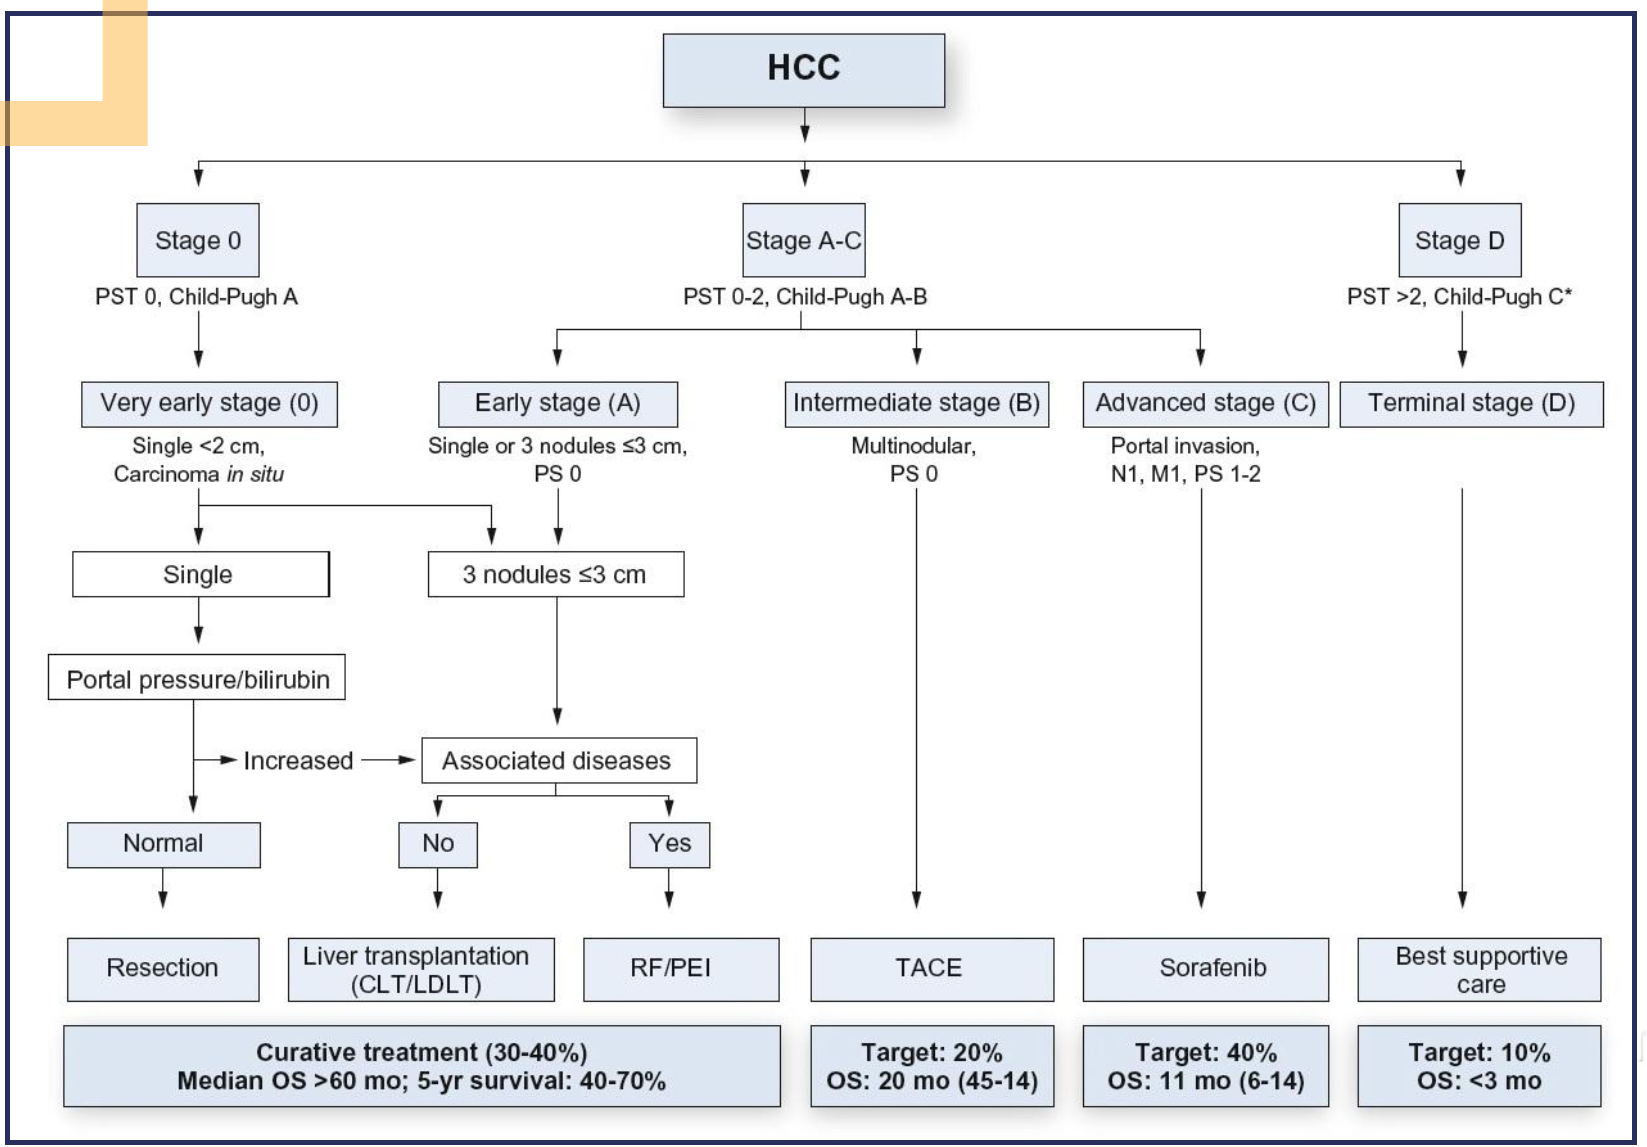 HCC
Stage 0
Stage A-C
Stage D
PST 0, Child-Pugh A
PST 0-2, Child-Pugh A-B
PST >2, Child-Pugh C*
Very early stage (0)
Early stage (A)
Intermediate stage (B)
Advanced stage (C)
Terminal stage (D)
Single <2 cm,
Carcinoma in situ
Single or 3 nodules ≤3 cm,
PS 0
Multinodular,
PS 0
Portal invasion,
N1, M1, PS 1-2
Single
3 nodules ≤3 cm
Portal pressure/bilirubin
Increased
Associated diseases
Normal
No
Yes
Resection
Liver transplantation
(CLT/LDLT)
RF/PEI
TACE
Sorafenib
Best supportive
care
Curative treatment (30-40%)
Median OS >60 mo; 5-yr survival: 40-70%
Target: 20%
OS: 20 mo (45-14)
Target: 40%
OS: 11 mo (6-14)
Target: 10%
OS: <3 mo